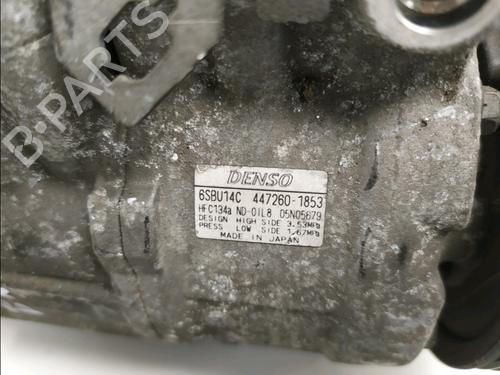 B-PARTS
DENSO
6SBU14C 447260-1853
HFC134a ND-OIL8 05N05879
DESIGN HIGH SIDE 3.53MPa
PRESS LOW SIDE 1.67MPa
MADE IN JAPAN